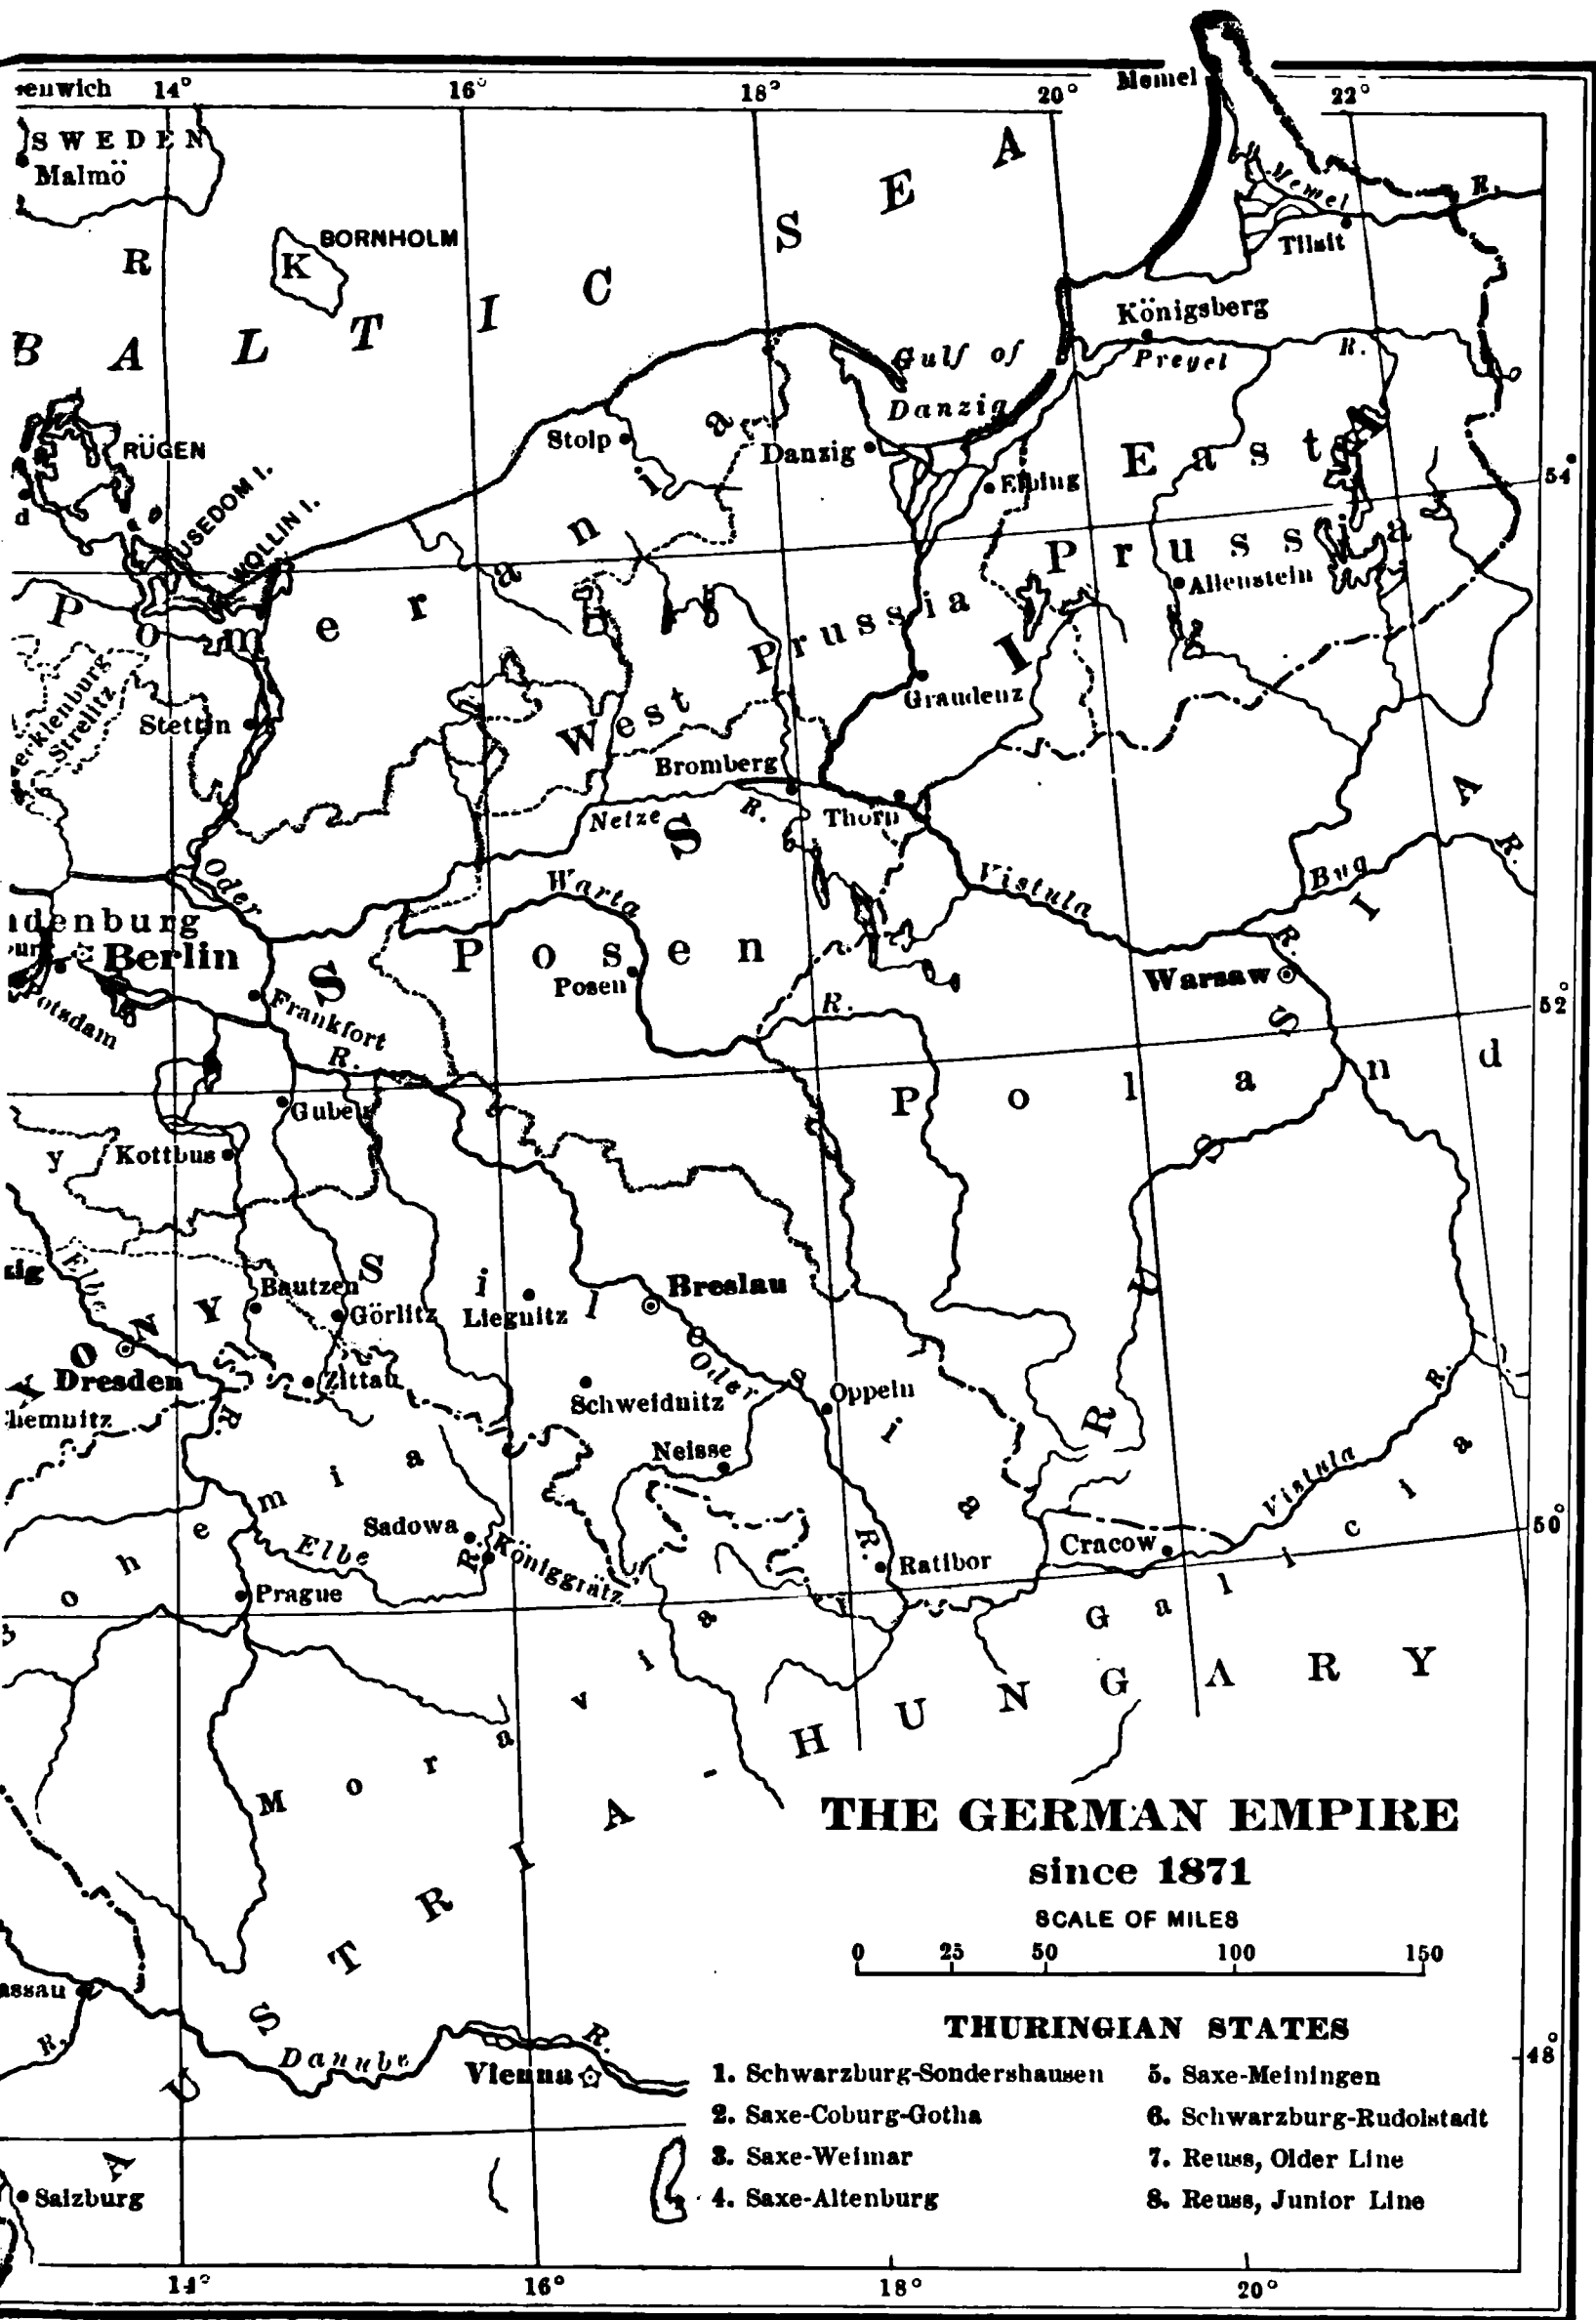 14° 16° 18° 20° Memel 22°
SWEDEN
Malmö
BORNHOLM
BALTIC SEA
Memel R.
Tilsit
Königsberg
Pregel R.
Gulf of
Danzig
RÜGEN
USEDOM I.
WOLLIN I.
Stolp
Danzig
Elbing
East
Prussia
54°
Allenstein
Pomerania
West Prussia
Strelitz
Stettin
Graudenz
Bromberg
Netze R.
Thorn
Oder
Warta
Vistula
Bug R.
Berlin
Posen
Posen
Warsaw
R.
Potsdam
Frankfort
R.
R.
52°
Poland
Guben
Kottbus
RUSSIA
Elbe
Bautzen
Görlitz
Liegnitz
Breslau
Silesia
Dresden
Zittau
R.
Schweidnitz
Oder
Oppeln
Neisse
R.
Sadowa
Elbe
R.
Königgrätz
Ratibor
Cracow
Vistula
R.
50°
Prague
Galicia
Moravia
AUSTRIA-HUNGARY
THE GERMAN EMPIRE
since 1871
SCALE OF MILES
0 25 50 100 150
R.
Danube
R.
Vienna
48°
Salzburg
THURINGIAN STATES
1. Schwarzburg-Sondershausen
2. Saxe-Coburg-Gotha
3. Saxe-Weimar
4. Saxe-Altenburg
5. Saxe-Meiningen
6. Schwarzburg-Rudolstadt
7. Reuss, Older Line
8. Reuss, Junior Line
14° 16° 18° 20°